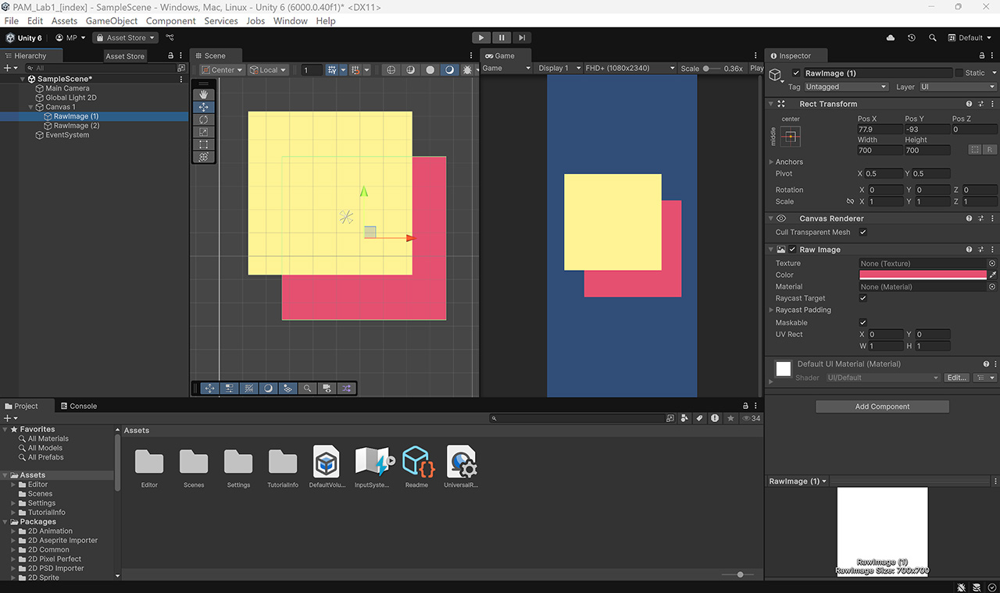 PAM_Lab1_[index] - SampleScene - Windows, Mac, Linux - Unity 6 (6000.0.40f1)* <DX11>
File Edit Assets GameObject Component Services Jobs Window Help
Unity 6 MP Asset Store Default
Hierarchy Asset Store
All
SampleScene*
Main Camera
Global Light 2D
Canvas 1
RawImage (1)
RawImage (2)
EventSystem
Scene
Center Local 1
Game
Game Display 1 FHD+ (1080x2340) Scale 0.36x Play
Inspector
RawImage (1) Static
Tag Untagged Layer UI
Rect Transform
center
middle
Pos X Pos Y Pos Z
77.9 -93 0
Width Height
700 700 R
Anchors
Pivot X 0.5 Y 0.5
Rotation X 0 Y 0 Z 0
Scale X 1 Y 1 Z 1
Canvas Renderer
Cull Transparent Mesh
Raw Image
Texture None (Texture)
Color
Material None (Material)
Raycast Target
Raycast Padding
Maskable
UV Rect X 0 Y 0
W 1 H 1
Default UI Material (Material)
Shader UI/Default Edit...
Add Component
RawImage (1)
RawImage (1)
RawImage Size: 700x700
Project Console
34
Favorites
All Materials
All Models
All Prefabs
Assets
Editor
Scenes
Settings
TutorialInfo
Packages
2D Animation
2D Aseprite Importer
2D Common
2D Pixel Perfect
2D PSD Importer
2D Sprite
Assets
Editor Scenes Settings TutorialInfo DefaultVolu... InputSyste... Readme UniversalR...